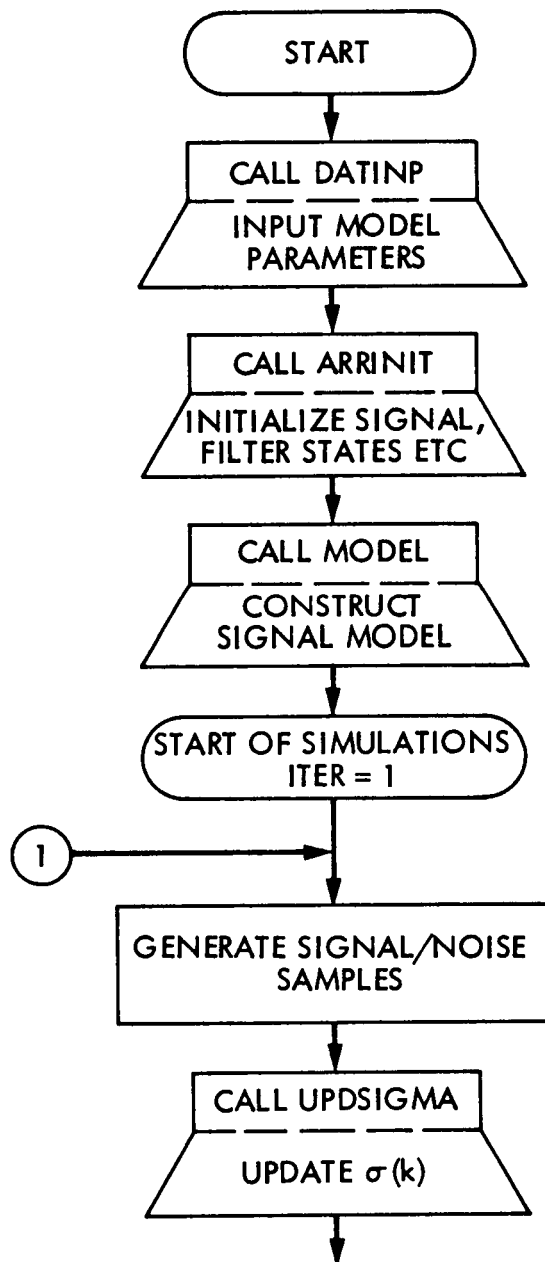 START
CALL DATINP
INPUT MODEL
PARAMETERS
CALL ARRINIT
INITIALIZE SIGNAL,
FILTER STATES ETC
CALL MODEL
CONSTRUCT
SIGNAL MODEL
START OF SIMULATIONS
ITER = 1
1
GENERATE SIGNAL/NOISE
SAMPLES
CALL UPDSIGMA
UPDATE σ(k)